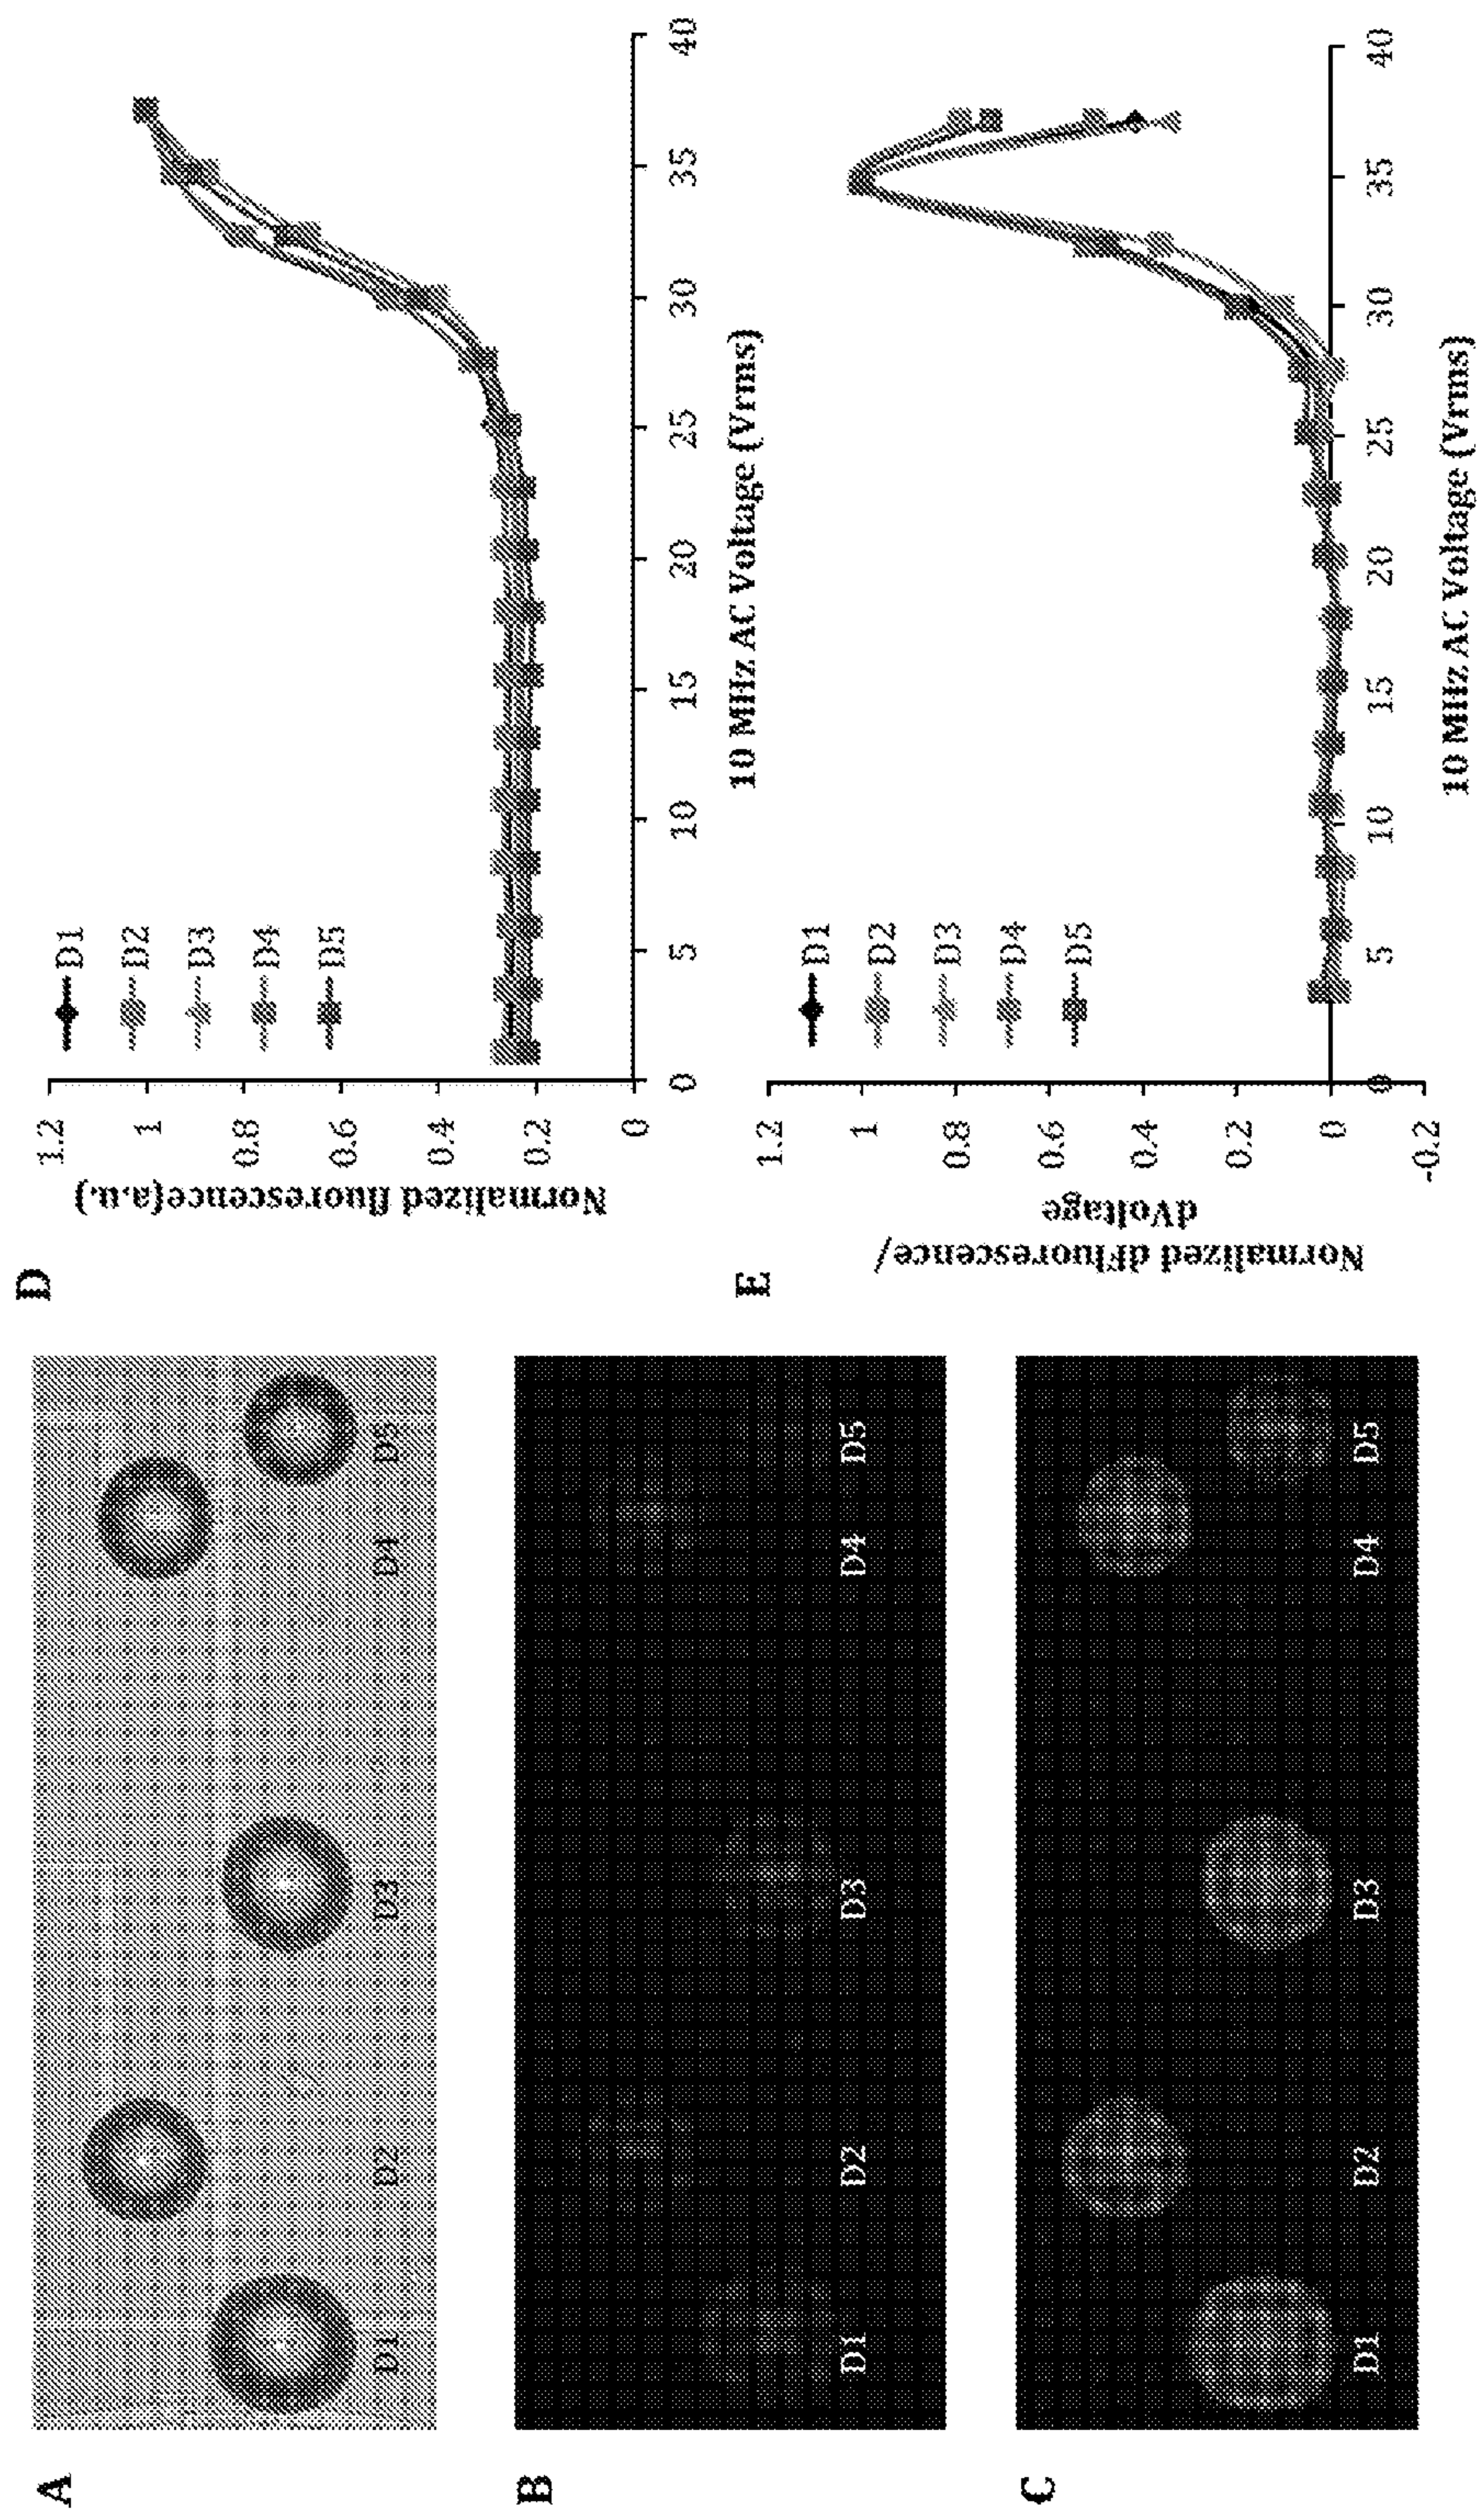 A
D1
D2
D3
D4
D5
B
D1
D2
D3
D4
D5
C
D1
D2
D3
D4
D5
D
Normalized fluorescence(a.u.)
1.2
1
0.8
0.6
0.4
0.2
0
D1
D2
D3
D4
D5
0 5 10 15 20 25 30 35 40
10 MHz AC Voltage (Vrms)
E
Normalized dFluorescence/
dVoltage
1.2
1
0.8
0.6
0.4
0.2
0
-0.2
D1
D2
D3
D4
D5
0 5 10 15 20 25 30 35 40
10 MHz AC Voltage (Vrms)